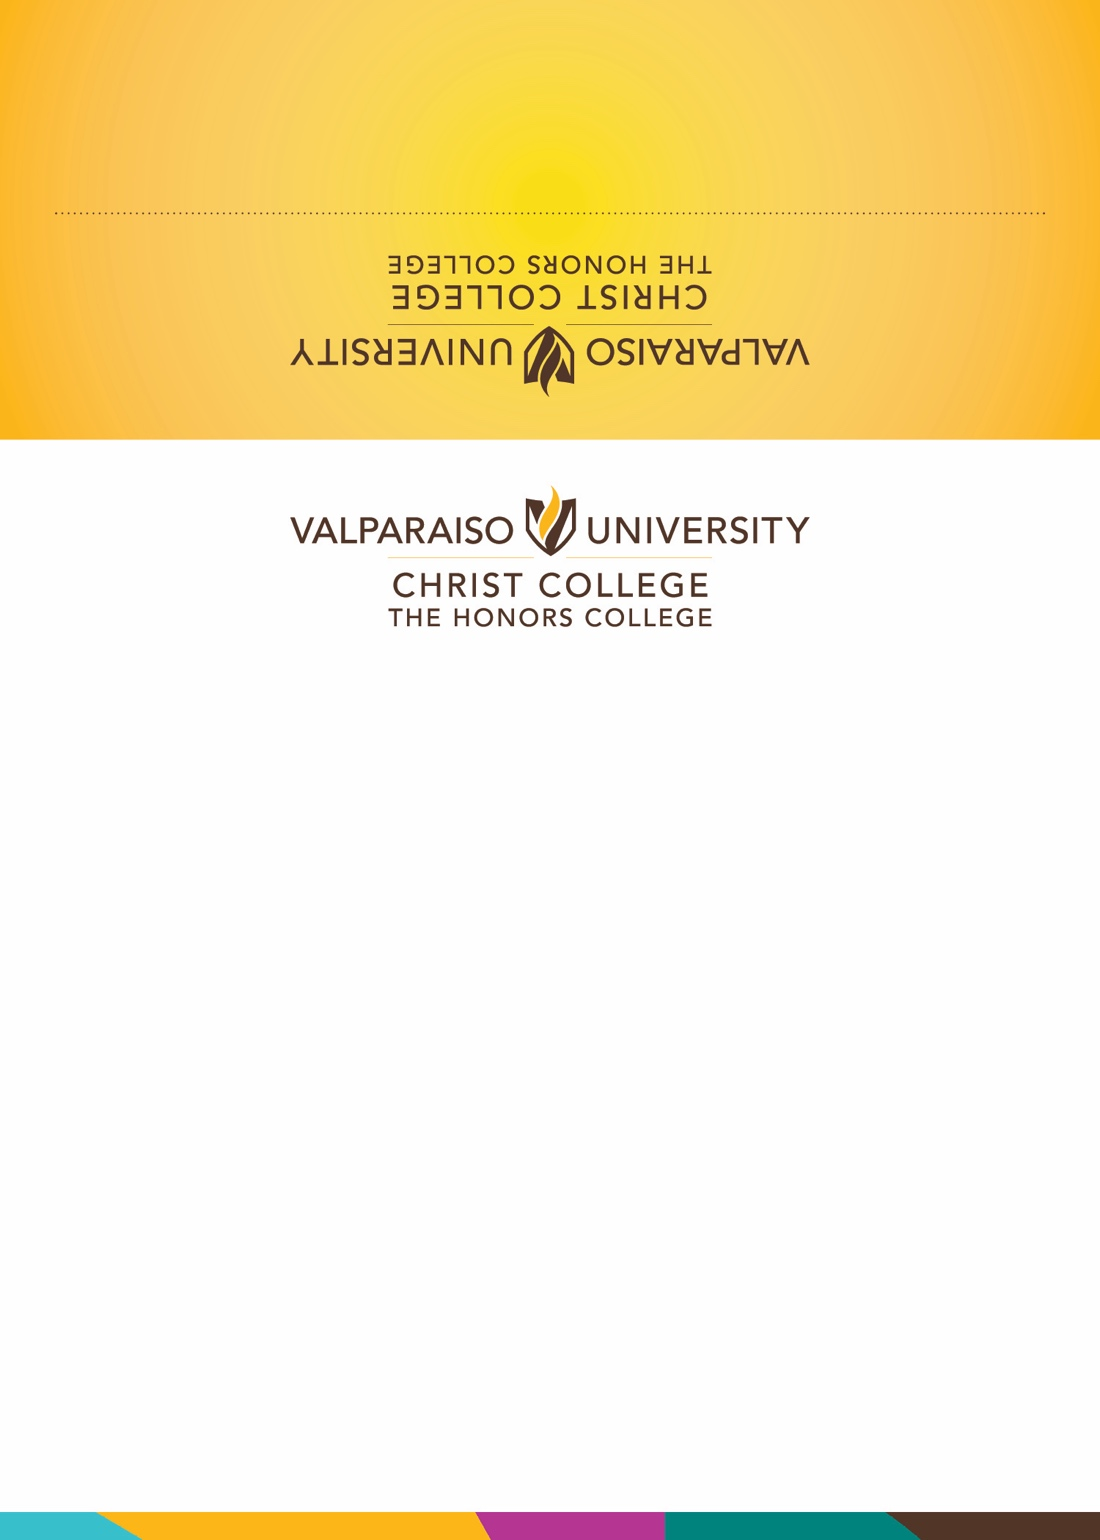 VALPARAISO UNIVERSITY
CHRIST COLLEGE
THE HONORS COLLEGE
VALPARAISO UNIVERSITY
CHRIST COLLEGE
THE HONORS COLLEGE